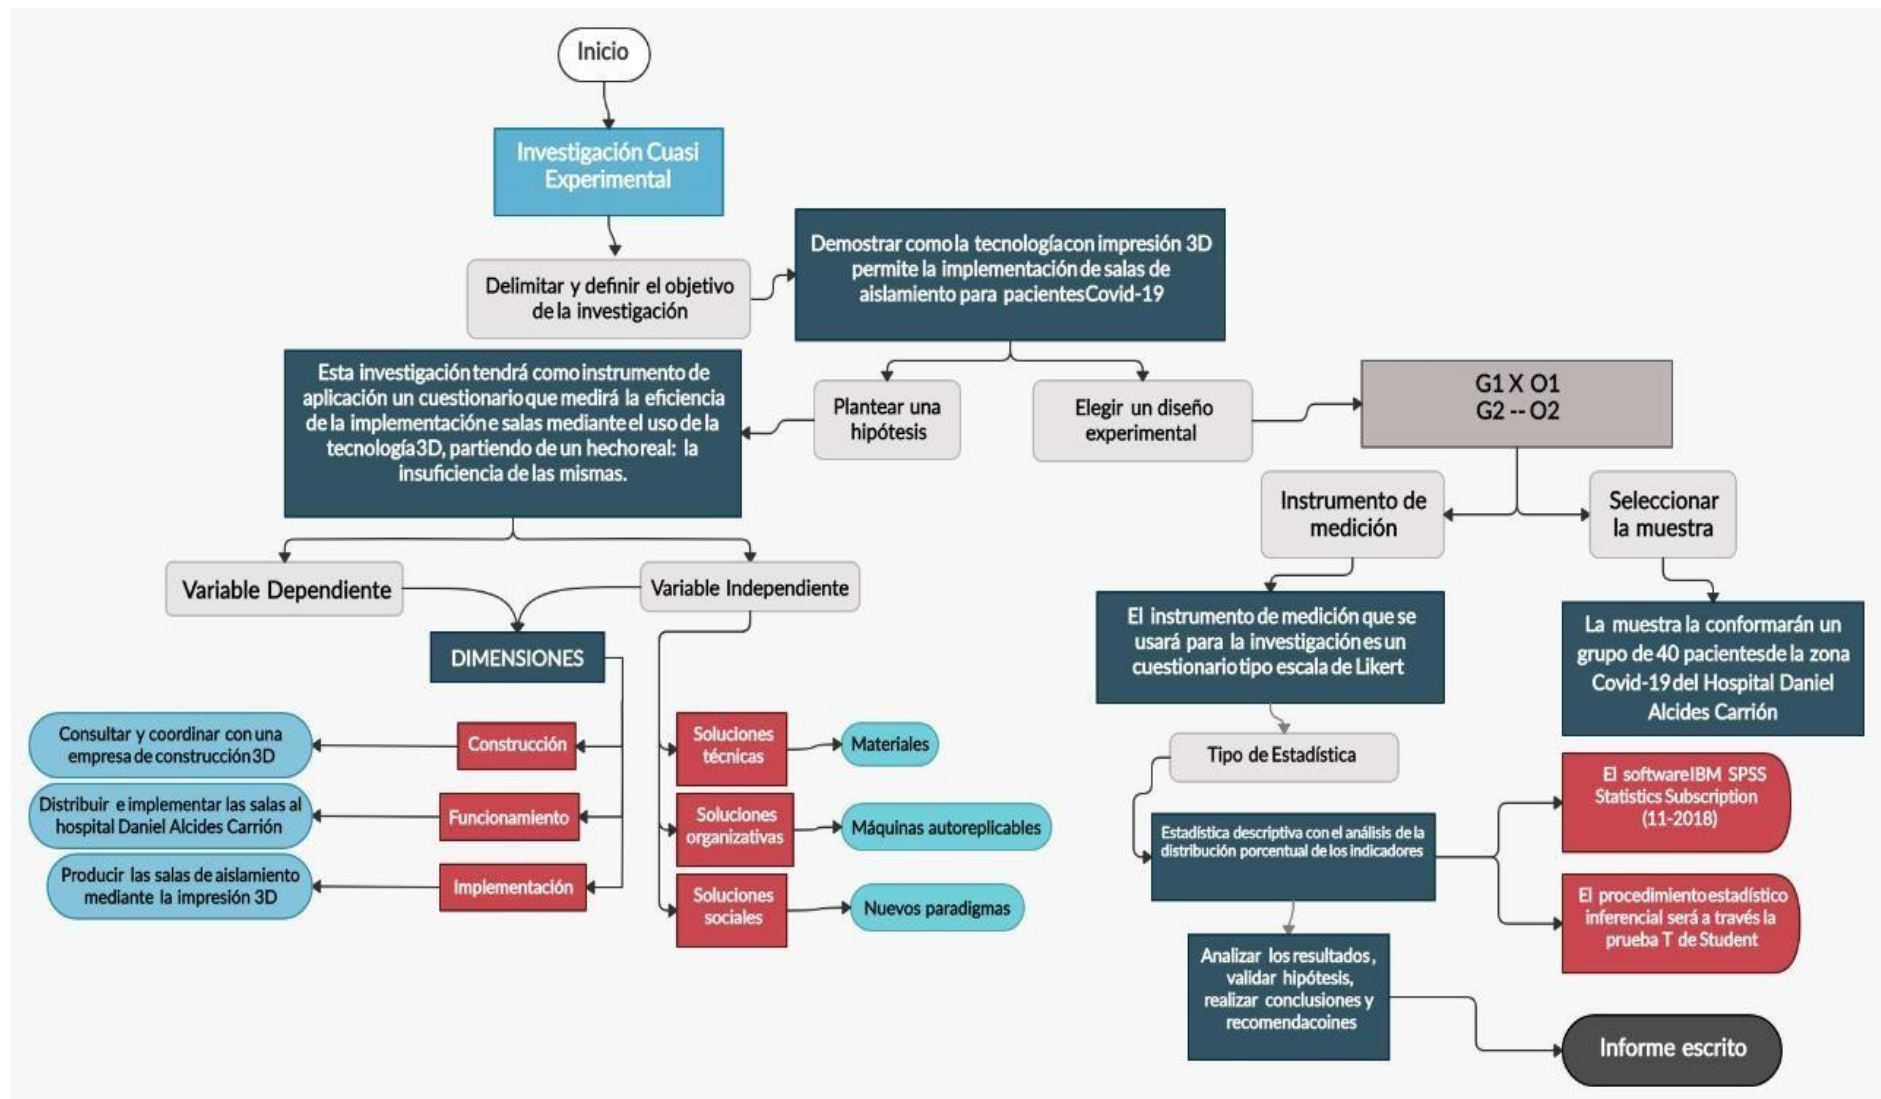 Inicio
Investigación Cuasi
Experimental
Delimitar y definir el objetivo
de la investigación
Demostrar como la tecnología con impresión 3D
permite la implementación de salas de
aislamiento para pacientes Covid-19
Esta investigación tendrá como instrumento de
aplicación un cuestionario que medirá la eficiencia
de la implementación e salas mediante el uso de la
tecnología 3D, partiendo de un hecho real: la
insuficiencia de las mismas.
Plantear una
hipótesis
Elegir un diseño
experimental
G1 X O1
G2 -- O2
Instrumento de
medición
Seleccionar
la muestra
Variable Dependiente
Variable Independiente
DIMENSIONES
El instrumento de medición que se
usará para la investigación es un
cuestionario tipo escala de Likert
La muestra la conformarán un
grupo de 40 pacientes de la zona
Covid-19 del Hospital Daniel
Alcides Carrión
Consultar y coordinar con una
empresa de construcción 3D
Construcción
Distribuir e implementar las salas al
hospital Daniel Alcides Carrión
Funcionamiento
Producir las salas de aislamiento
mediante la impresión 3D
Implementación
Soluciones
técnicas
Materiales
Soluciones
organizativas
Máquinas autoreplicables
Soluciones
sociales
Nuevos paradigmas
Tipo de Estadística
Estadística descriptiva con el análisis de la
distribución porcentual de los indicadores
El software IBM SPSS
Statistics Subscription
(11-2018)
El procedimiento estadístico
inferencial será a través la
prueba T de Student
Analizar los resultados,
validar hipótesis,
realizar conclusiones y
recomendacoines
Informe escrito